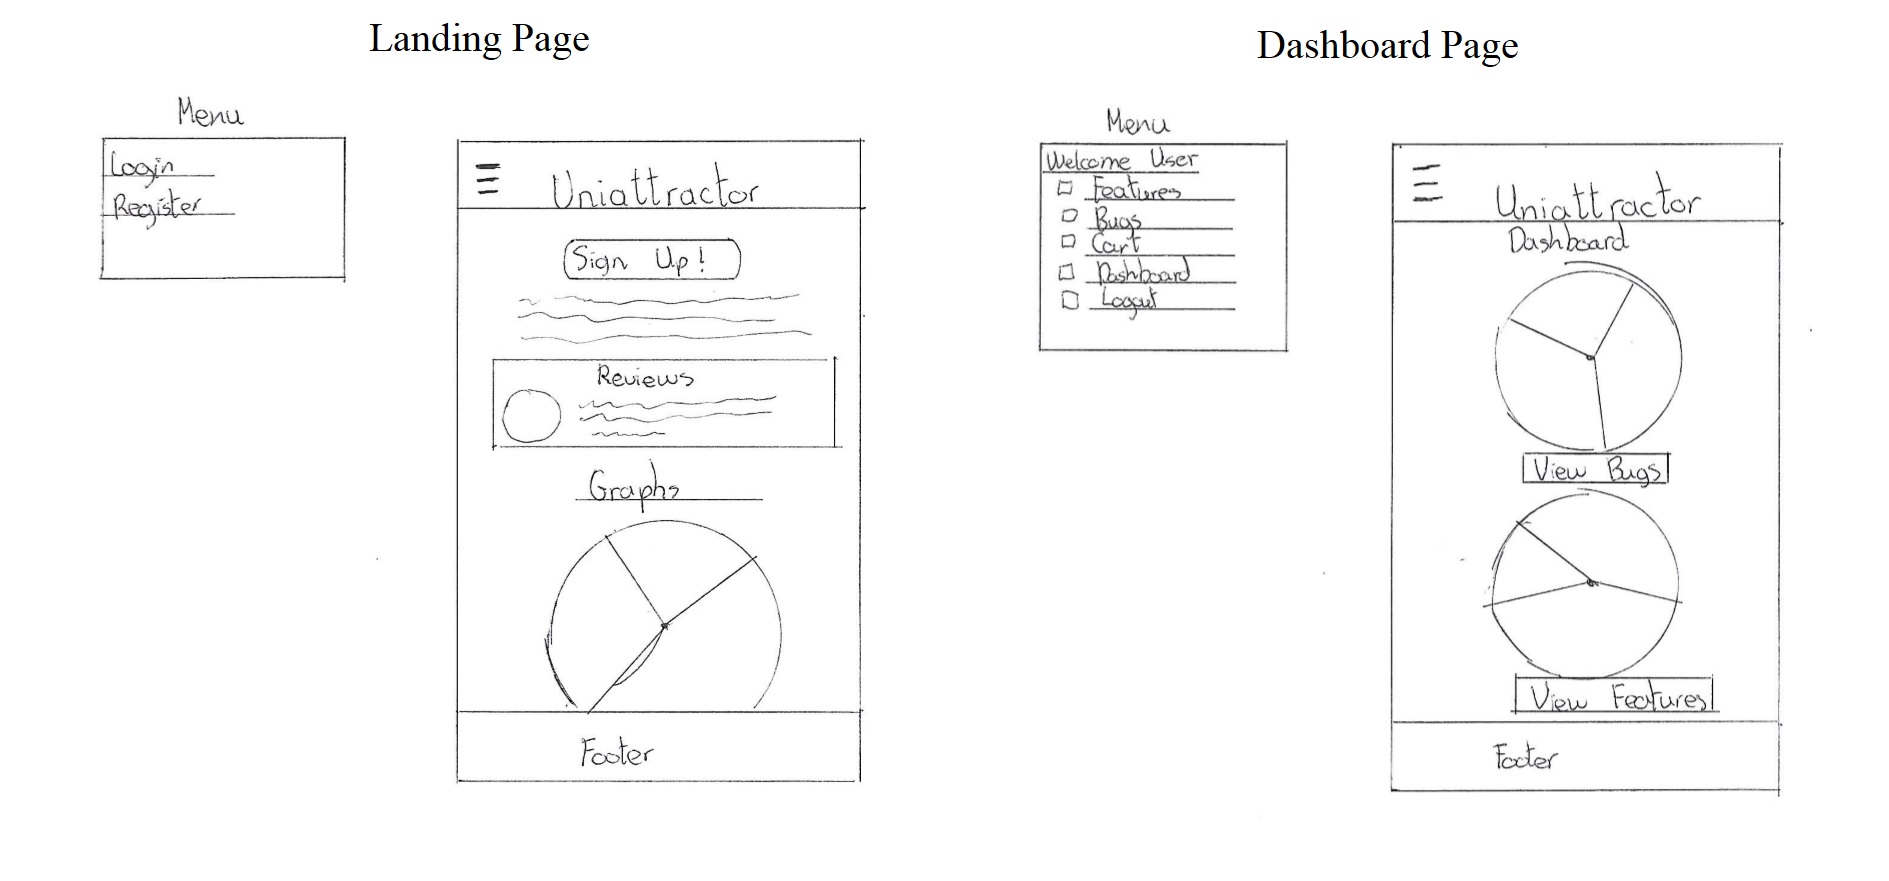 Landing Page
Menu
Login
Register
Uniattractor
Sign Up!
Reviews
Graphs
Footer
Dashboard Page
Menu
Welcome User
Features
Bugs
Cart
Dashboard
Logout
Uniattractor
Dashboard
View Bugs
View Features
Footer